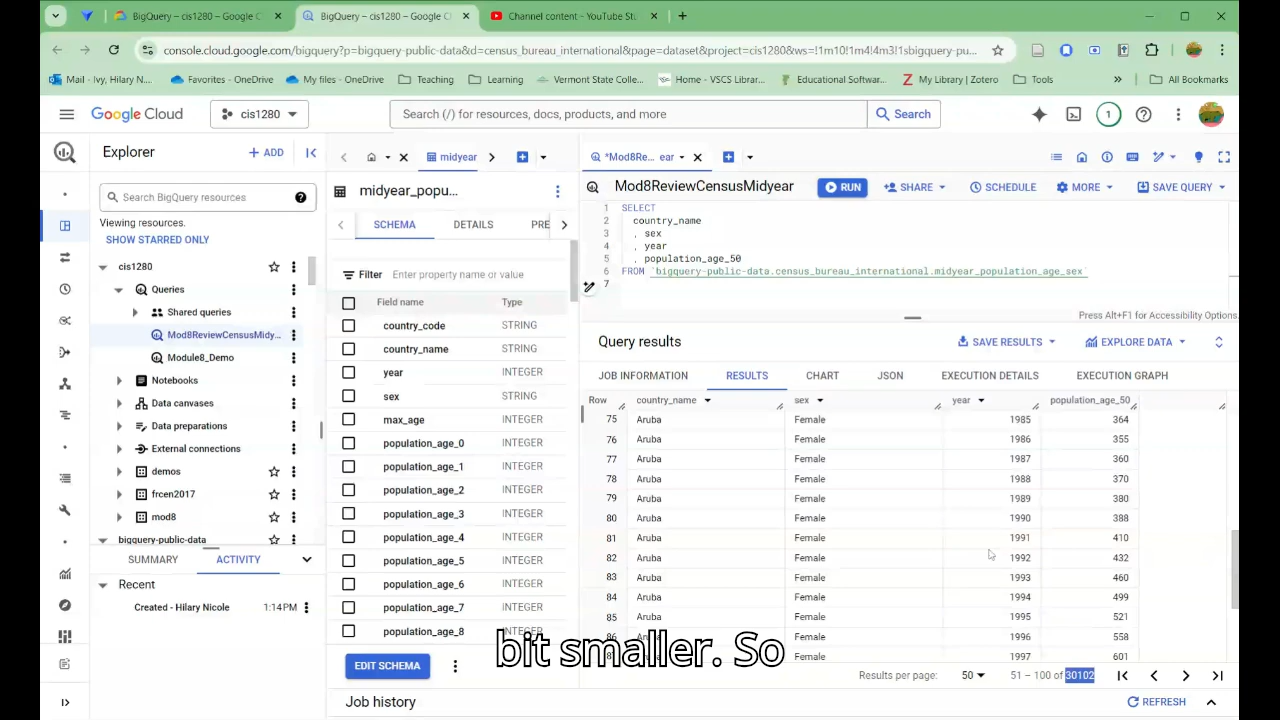 BigQuery – cis1280 – Google C
BigQuery – cis1280 – Google C
Channel content - YouTube Stu
console.cloud.google.com/bigquery?p=bigquery-public-data&d=census_bureau_international&page=dataset&project=cis1280&ws=!1m10!1m4!4m3!1sbigquery-pu...
Mail - Ivy, Hilary N...
Favorites - OneDrive
My files - OneDrive
Teaching
Learning
Vermont State Colle...
Home - VSCS Librar...
Educational Softwar...
My Library | Zotero
Tools
All Bookmarks
Google Cloud
cis1280
Search (/) for resources, docs, products, and more
Search
1
Explorer
+ ADD
Search BigQuery resources
Viewing resources.
SHOW STARRED ONLY
cis1280
Queries
Shared queries
Mod8ReviewCensusMidy...
Module8_Demo
Notebooks
Data canvases
Data preparations
External connections
demos
frcen2017
mod8
bigquery-public-data
SUMMARY
ACTIVITY
Recent
Created - Hilary Nicole 1:14 PM
midyear
midyear_popu...
SCHEMA
DETAILS
PRE
Filter Enter property name or value
Field name Type
country_code STRING
country_name STRING
year INTEGER
sex STRING
max_age INTEGER
population_age_0 INTEGER
population_age_1 INTEGER
population_age_2 INTEGER
population_age_3 INTEGER
population_age_4 INTEGER
population_age_5 INTEGER
population_age_6 INTEGER
population_age_7 INTEGER
population_age_8 INTEGER
EDIT SCHEMA
*Mod8Re... ear
Mod8ReviewCensusMidyear
RUN
SHARE
SCHEDULE
MORE
SAVE QUERY
1 SELECT
2 country_name
3 , sex
4 , year
5 , population_age_50
6 FROM `bigquery-public-data.census_bureau_international.midyear_population_age_sex`
7
Press Alt+F1 for Accessibility Options.
Query results
SAVE RESULTS
EXPLORE DATA
JOB INFORMATION
RESULTS
CHART
JSON
EXECUTION DETAILS
EXECUTION GRAPH
Row country_name sex year population_age_50
75 Aruba Female 1985 364
76 Aruba Female 1986 355
77 Aruba Female 1987 360
78 Aruba Female 1988 370
79 Aruba Female 1989 380
80 Aruba Female 1990 388
81 Aruba Female 1991 410
82 Aruba Female 1992 432
83 Aruba Female 1993 460
84 Aruba Female 1994 499
85 Aruba Female 1995 521
86 Aruba Female 1996 558
Aruba Female 1997 601
bit smaller. So
Results per page: 50 51 – 100 of 30102
Job history
REFRESH